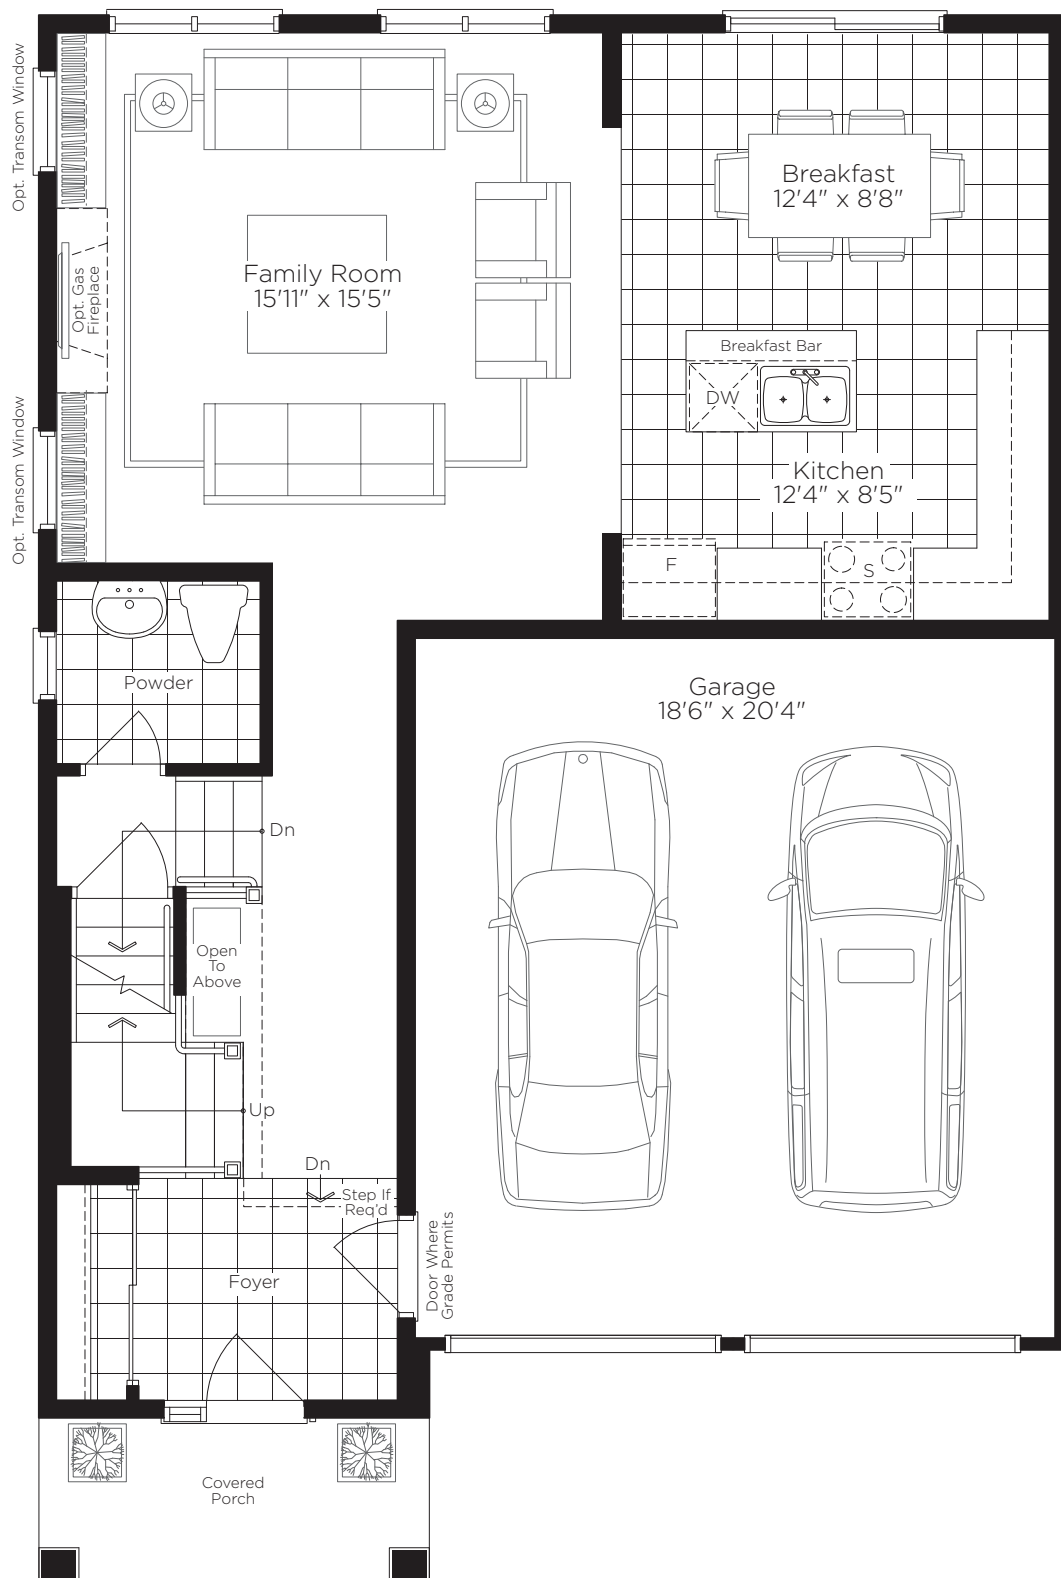 Opt. Transom Window
Breakfast
12'4" x 8'8"
Family Room
15'11" x 15'5"
Opt. Gas
Fireplace
Breakfast Bar
DW
Opt. Transom Window
Kitchen
12'4" x 8'5"
F
S
Powder
Garage
18'6" x 20'4"
Dn
Open
To
Above
Up
Dn
Step If
Req'd
Door Where
Grade Permits
Foyer
Covered
Porch